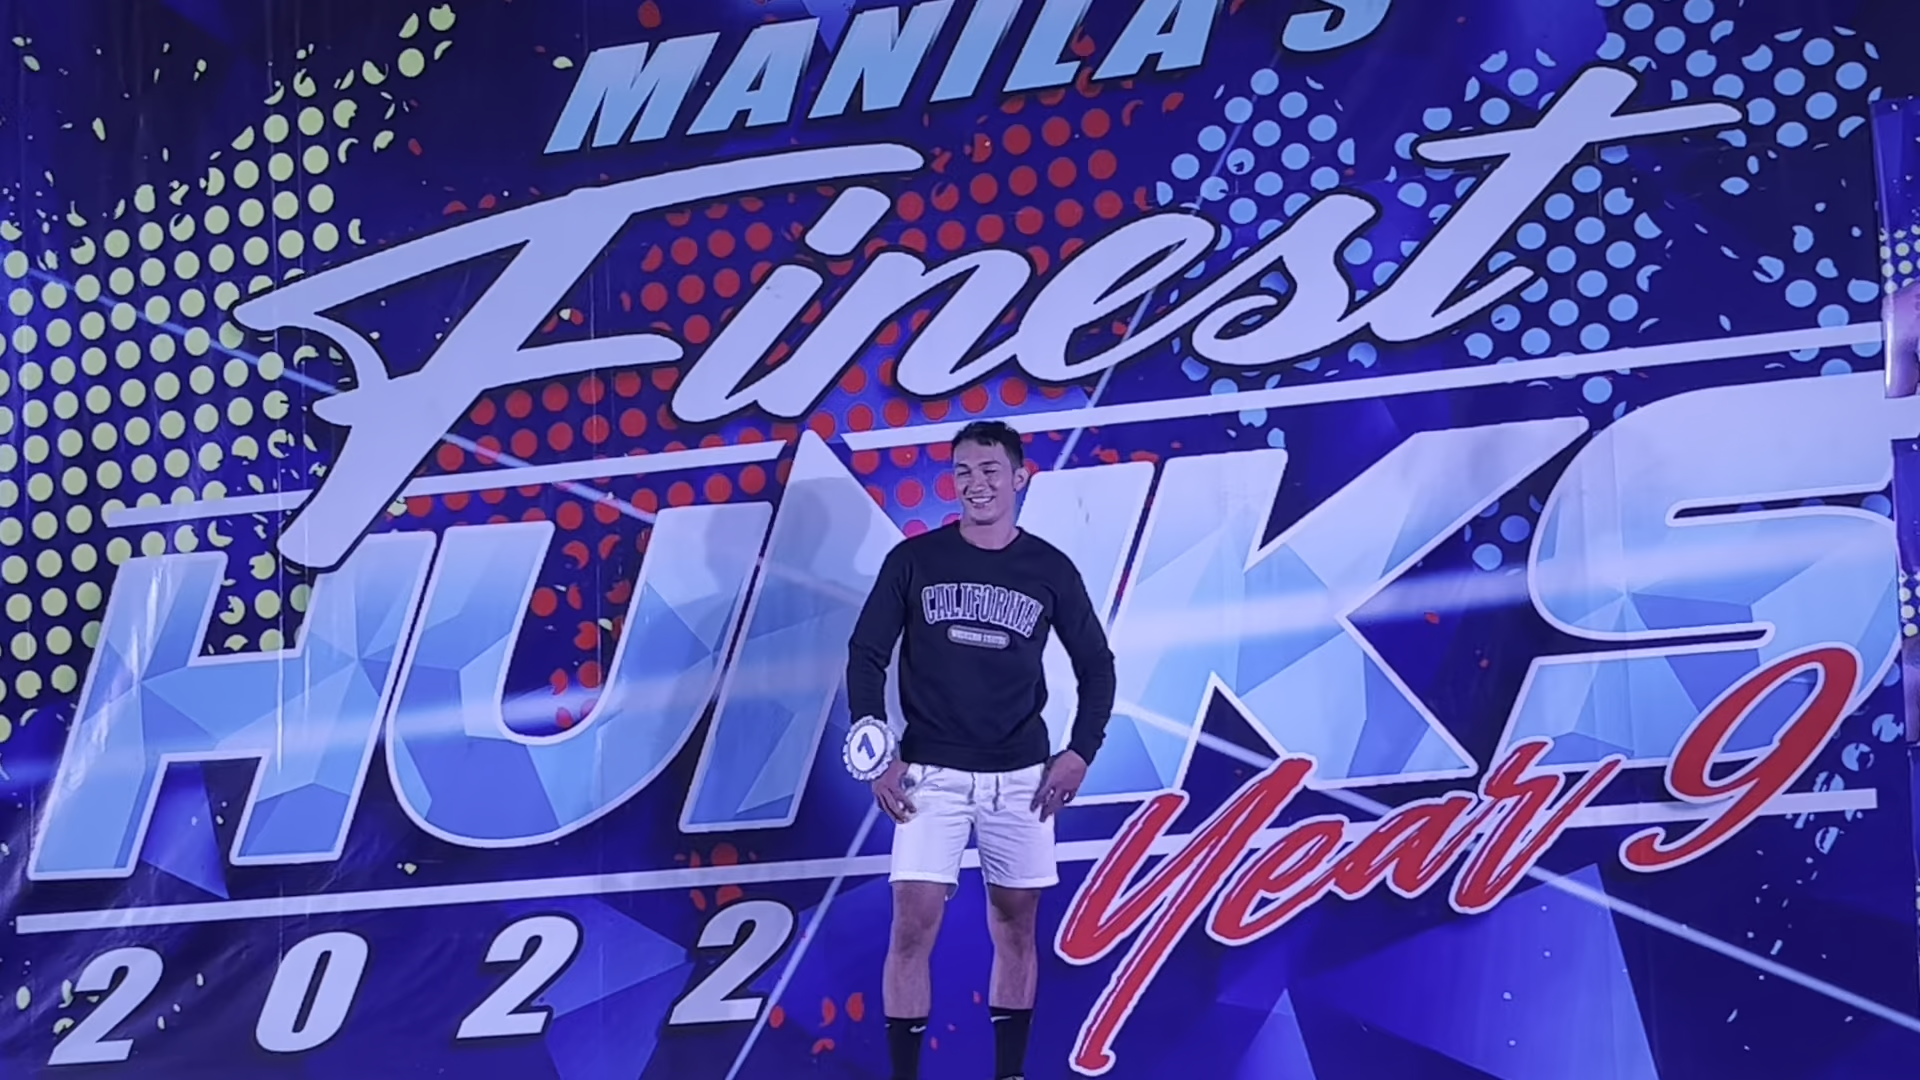 MANILA'S
Finest
HUNKS
Year 9
2022
CALIFORNIA
1